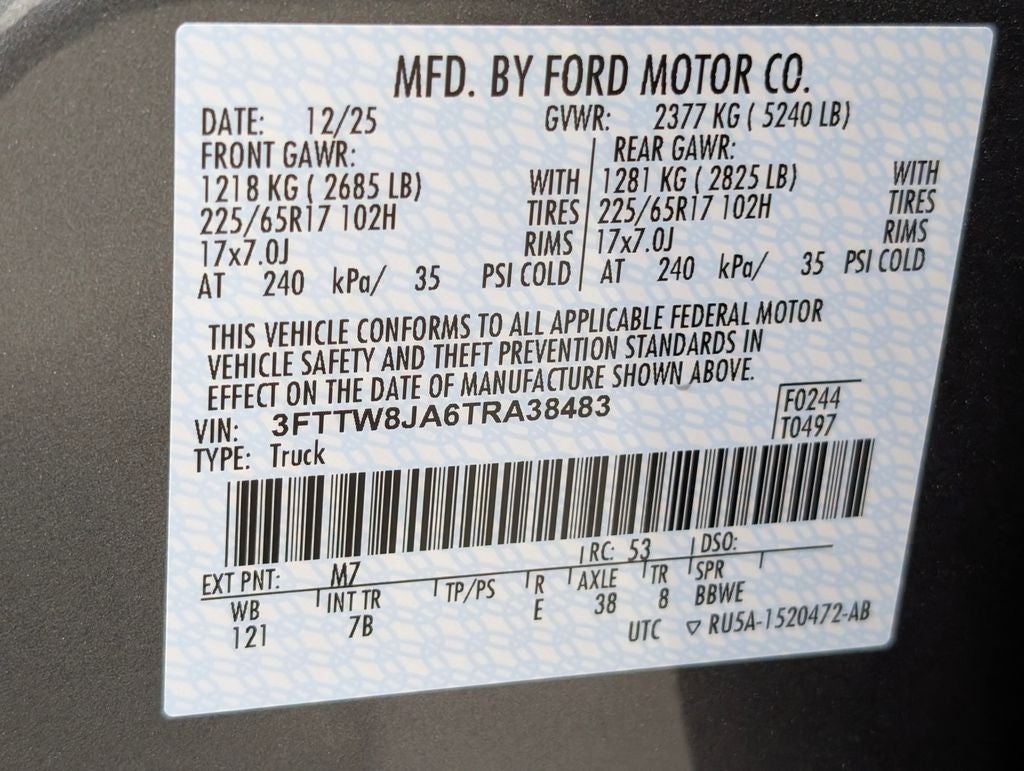 MFD. BY FORD MOTOR CO.
DATE: 12/25 GVWR: 2377 KG ( 5240 LB)
FRONT GAWR: REAR GAWR:
1218 KG ( 2685 LB) WITH 1281 KG ( 2825 LB) WITH
225/65R17 102H TIRES 225/65R17 102H TIRES
17x7.0J RIMS 17x7.0J RIMS
AT 240 kPa/ 35 PSI COLD AT 240 kPa/ 35 PSI COLD
THIS VEHICLE CONFORMS TO ALL APPLICABLE FEDERAL MOTOR
VEHICLE SAFETY AND THEFT PREVENTION STANDARDS IN
EFFECT ON THE DATE OF MANUFACTURE SHOWN ABOVE.
VIN: 3FTTW8JA6TRA38483 F0244
TYPE: Truck T0497
EXT PNT: M7 RC: 53 DSO:
WB INT TR TP/PS R AXLE TR SPR
121 7B E 38 8 BBWE
UTC ▽ RU5A-1520472-AB